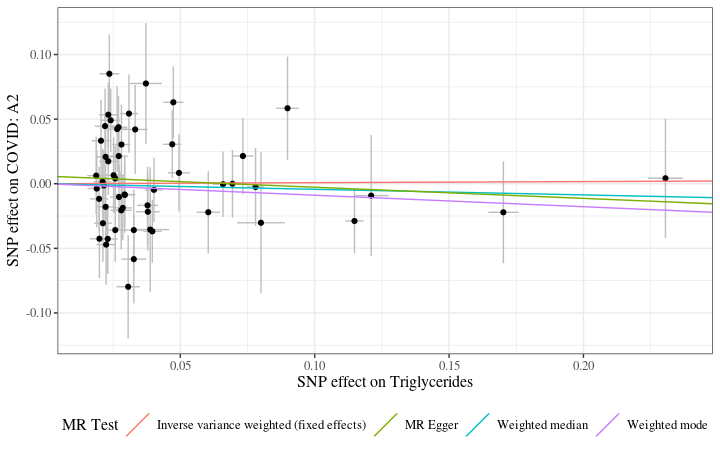 0.10
0.05
0.00
-0.05
-0.10
SNP effect on COVID: A2
0.05 0.10 0.15 0.20
SNP effect on Triglycerides
MR Test Inverse variance weighted (fixed effects) MR Egger Weighted median Weighted mode